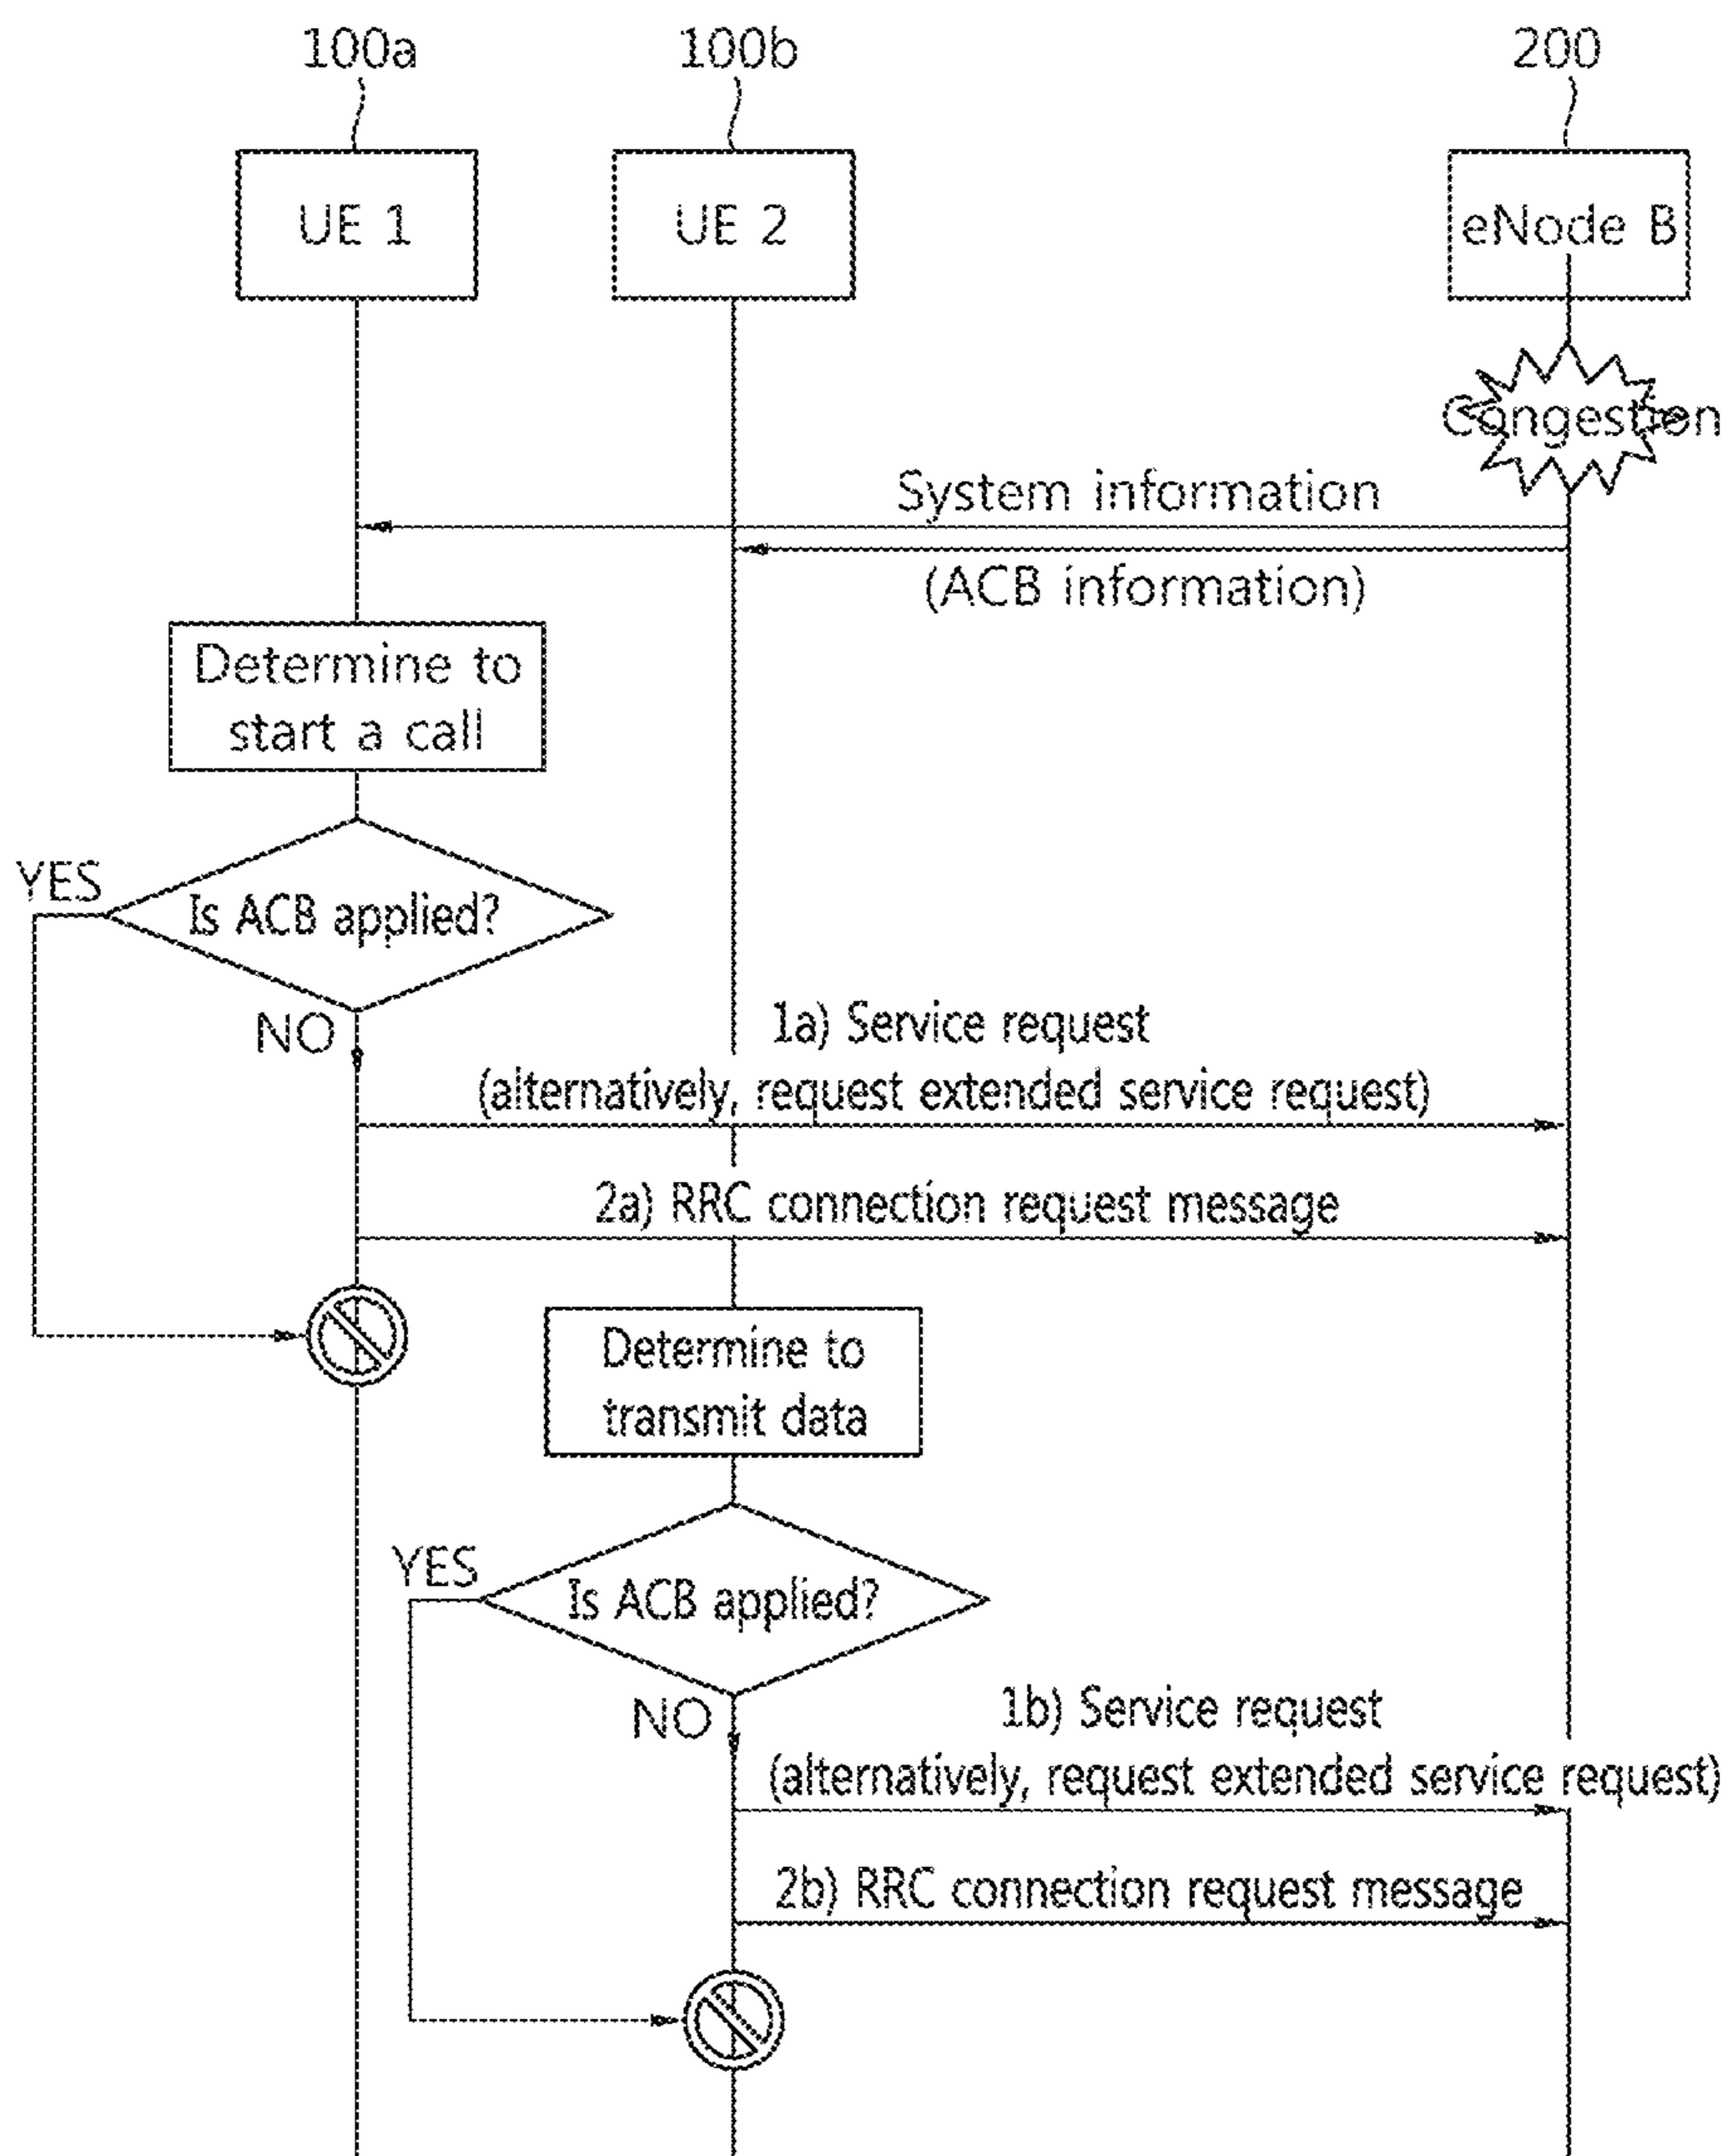 100a
100b
200
UE 1
UE 2
eNode B
Congestion
System information
(ACB information)
Determine to
start a call
YES
Is ACB applied?
NO
1a) Service request
(alternatively, request extended service request)
2a) RRC connection request message
Determine to
transmit data
YES
Is ACB applied?
NO
1b) Service request
(alternatively, request extended service request)
2b) RRC connection request message